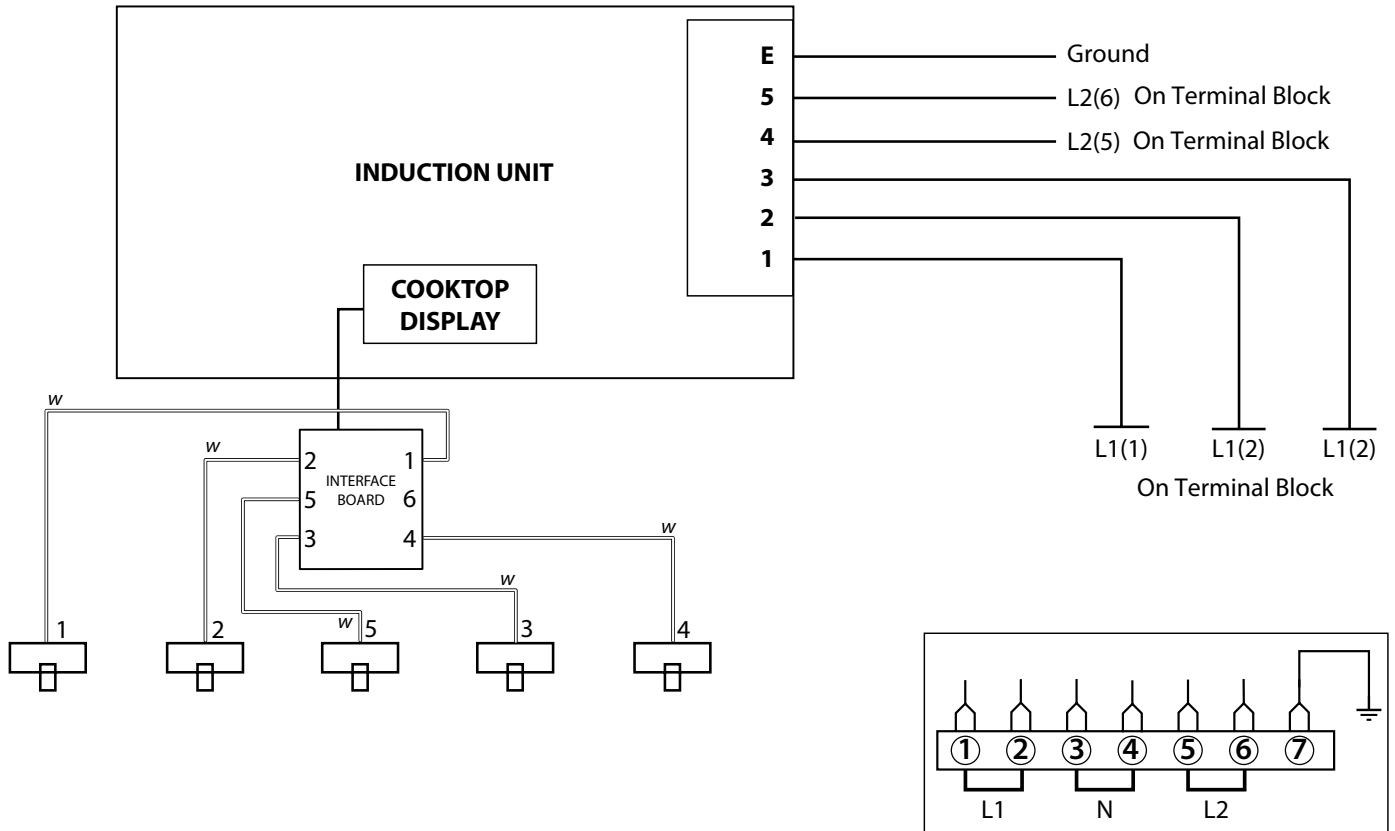 E
Ground
5
L2(6) On Terminal Block
4
L2(5) On Terminal Block
INDUCTION UNIT
3
2
1
COOKTOP
DISPLAY
w
L1(1)
L1(2)
L1(2)
On Terminal Block
w
2
1
INTERFACE
BOARD
5
6
3
4
w
w
w
1
2
5
3
4
1
2
3
4
5
6
7
L1
N
L2